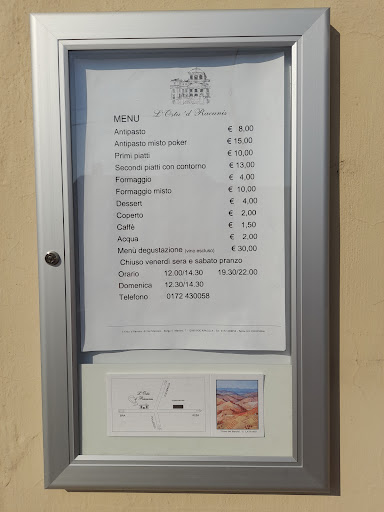 L'Osto 'd Racunis
MENU
Antipasto € 8,00
Antipasto misto poker € 15,00
Primi piatti € 10,00
Secondi piatti con contorno € 13,00
Formaggio € 4,00
Formaggio misto € 10,00
Dessert € 4,00
Coperto € 2,00
Caffè € 1,50
Acqua € 2,00
Menù degustazione (vino escluso) € 30,00
Chiuso venerdì sera e sabato pranzo
Orario 12.00/14.30 19.30/22.00
Domenica 12.30/14.30
Telefono 0172 430058